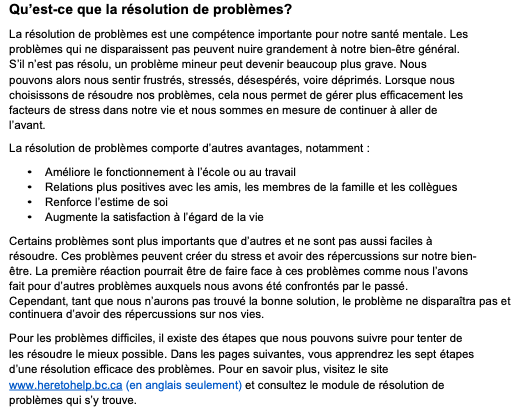 Qu'est-ce que la résolution de problèmes?
La résolution de problèmes est une compétence importante pour notre santé mentale. Les
problèmes qui ne disparaissent pas peuvent nuire grandement à notre bien-être général.
S'il n'est pas résolu, un problème mineur peut devenir beaucoup plus grave. Nous
pouvons alors nous sentir frustrés, stressés, désespérés, voire déprimés. Lorsque nous
choisissons de résoudre nos problèmes, cela nous permet de gérer plus efficacement les
facteurs de stress dans notre vie et nous sommes en mesure de continuer à aller de
l'avant.
La résolution de problèmes comporte d'autres avantages, notamment :
• Améliore le fonctionnement à l'école ou au travail
• Relations plus positives avec les amis, les membres de la famille et les collègues
• Renforce l'estime de soi
• Augmente la satisfaction à l'égard de la vie
Certains problèmes sont plus importants que d'autres et ne sont pas aussi faciles à
résoudre. Ces problèmes peuvent créer du stress et avoir des répercussions sur notre bien-
être. La première réaction pourrait être de faire face à ces problèmes comme nous l'avons
fait pour d'autres problèmes auxquels nous avons été confrontés par le passé.
Cependant, tant que nous n'aurons pas trouvé la bonne solution, le problème ne disparaîtra pas et
continuera d'avoir des répercussions sur nos vies.
Pour les problèmes difficiles, il existe des étapes que nous pouvons suivre pour tenter de
les résoudre le mieux possible. Dans les pages suivantes, vous apprendrez les sept étapes
d'une résolution efficace des problèmes. Pour en savoir plus, visitez le site
www.heretohelp.bc.ca (en anglais seulement) et consultez le module de résolution de
problèmes qui s'y trouve.